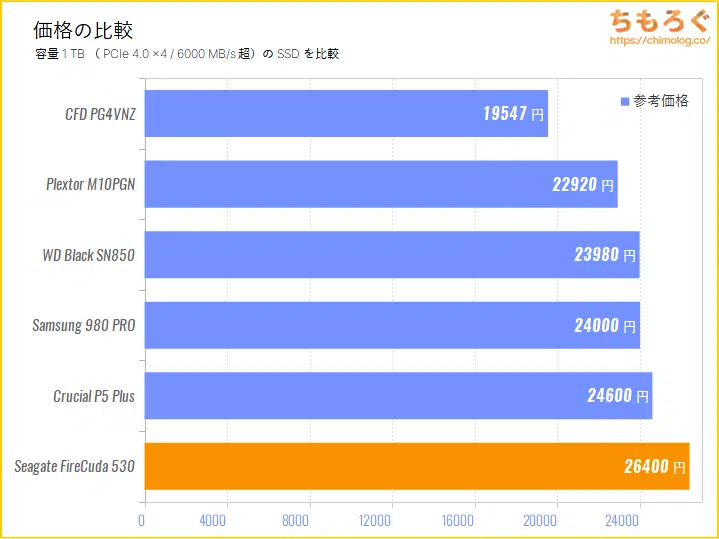 価格の比較
容量 1 TB （ PCIe 4.0 ×4 / 6000 MB/s 超）の SSD を比較
ちもろぐ
https://chimolog.co/
参考価格
CFD PG4VNZ 19547 円
Plextor M10PGN 22920 円
WD Black SN850 23980 円
Samsung 980 PRO 24000 円
Crucial P5 Plus 24600 円
Seagate FireCuda 530 26400 円
0 4000 8000 12000 16000 20000 24000